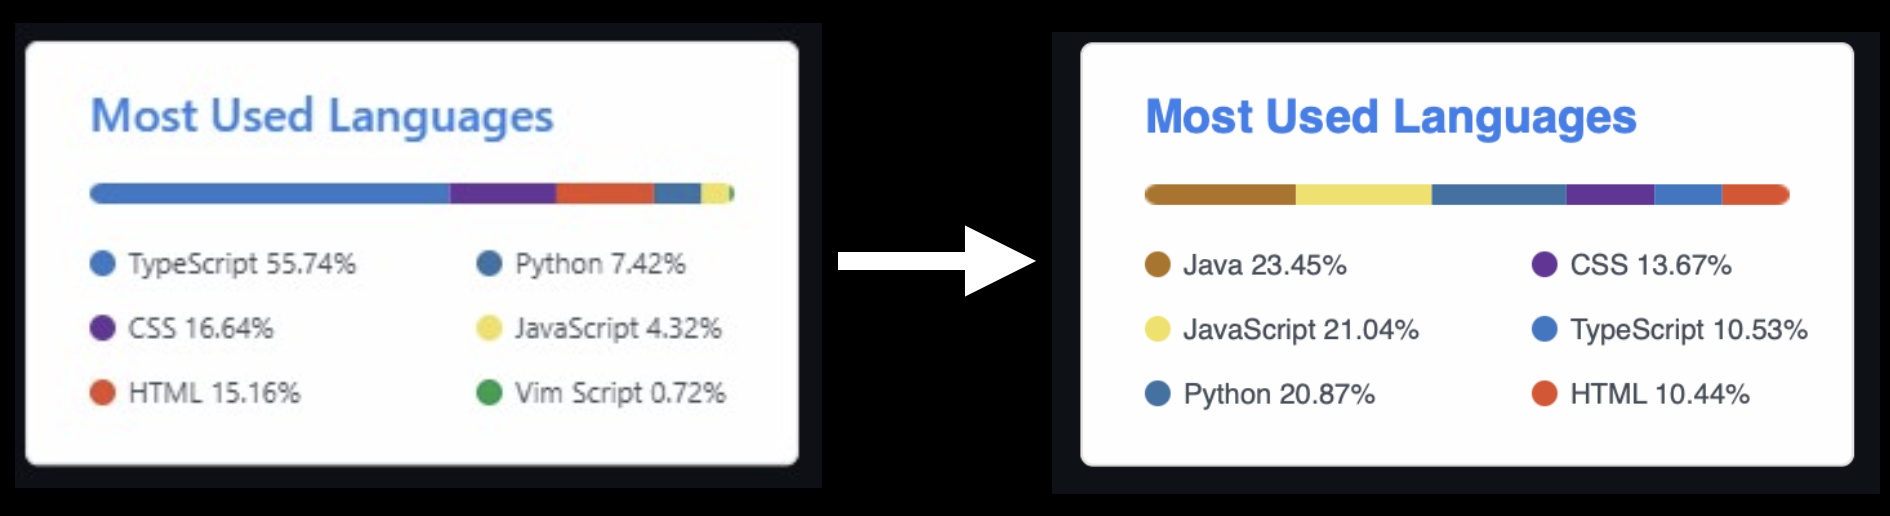 Most Used Languages
TypeScript 55.74%
CSS 16.64%
HTML 15.16%
Python 7.42%
JavaScript 4.32%
Vim Script 0.72%
Most Used Languages
Java 23.45%
JavaScript 21.04%
Python 20.87%
CSS 13.67%
TypeScript 10.53%
HTML 10.44%